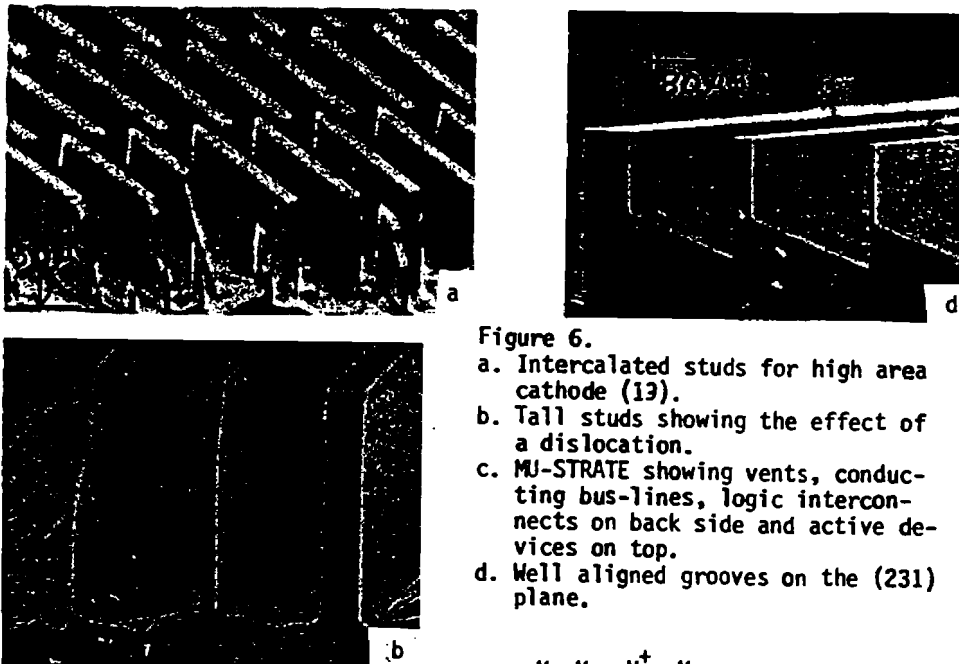 a
d
b
Figure 6.
a. Intercalated studs for high area
cathode (13).
b. Tall studs showing the effect of
a dislocation.
c. MU-STRATE showing vents, conduc-
ting bus-lines, logic intercon-
nects on back side and active de-
vices on top.
d. Well aligned grooves on the (231)
plane.